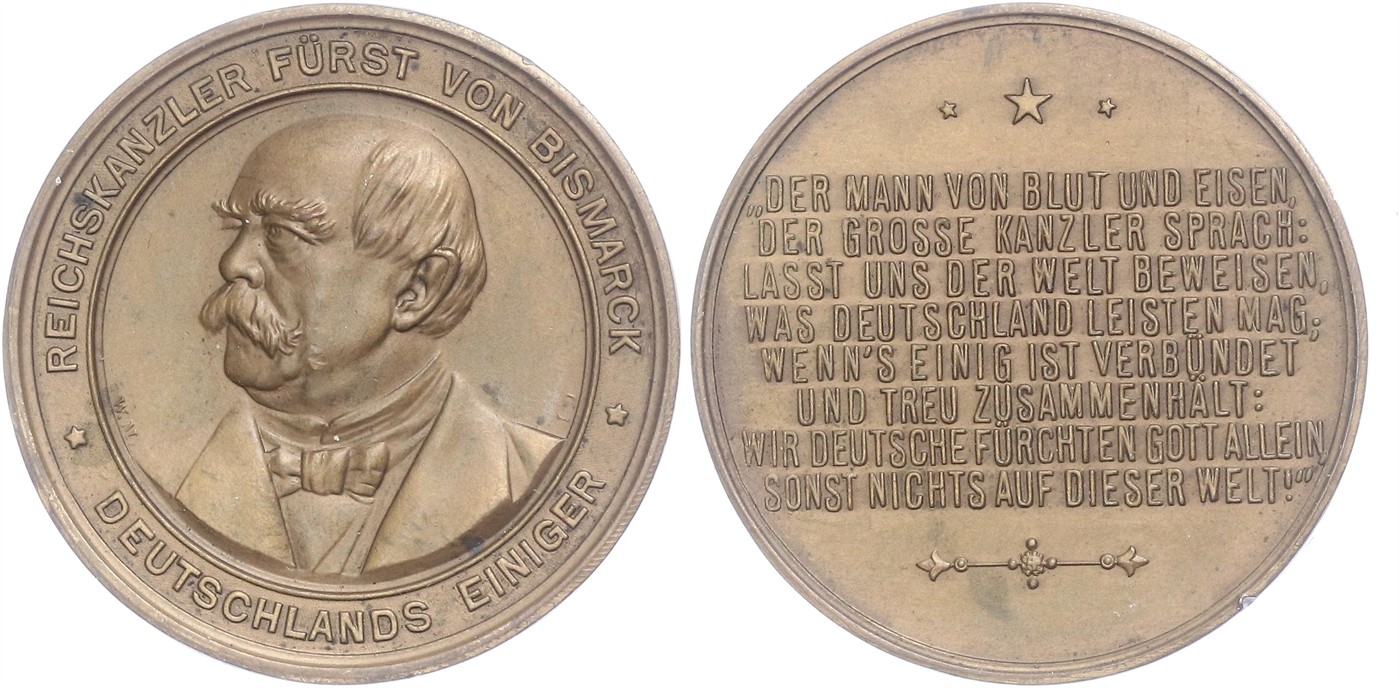 REICHSKANZLER FÜRST VON BISMARCK
DEUTSCHLANDS EINIGER
W.M.
„DER MANN VON BLUT UND EISEN,
DER GROSSE KANZLER SPRACH:
LASST UNS DER WELT BEWEISEN,
WAS DEUTSCHLAND LEISTEN MAG;
WENN'S EINIG IST VERBÜNDET
UND TREU ZUSAMMENHÄLT:
WIR DEUTSCHE FÜRCHTEN GOTT ALLEIN,
SONST NICHTS AUF DIESER WELT!"